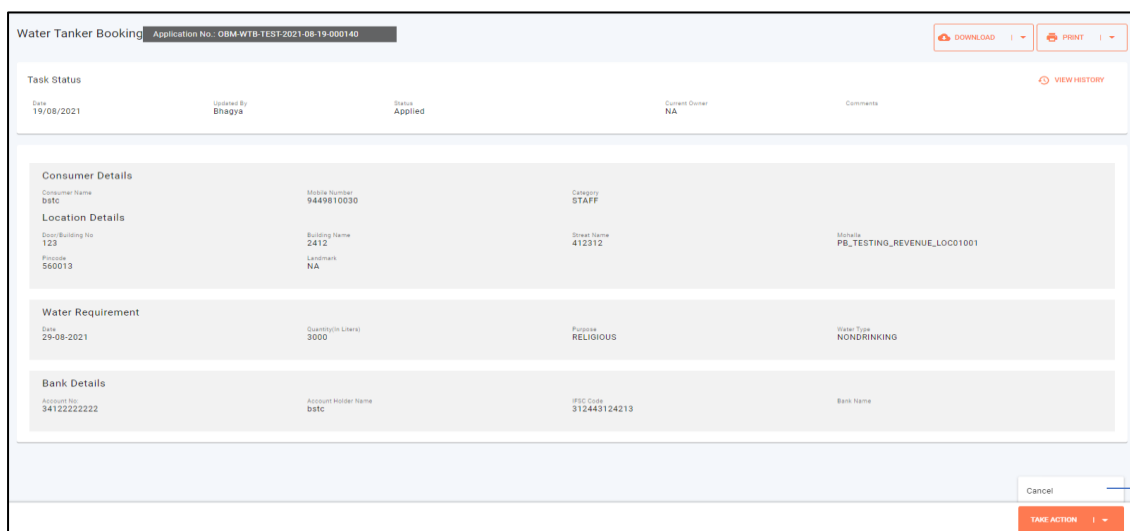 Water Tanker Booking Application No.: OBM-WTB-TEST-2021-08-19-000140 DOWNLOAD PRINT
Task Status VIEW HISTORY
Date Updated By Status Current Owner Comments
19/08/2021 Bhagya Applied NA
Consumer Details
Consumer Name Mobile Number Category
bstc 9449810030 STAFF
Location Details
Door/Building No Building Name Street Name Mohalla
123 2412 412312 PB_TESTING_REVENUE_LOC01001
Pincode Landmark
560013 NA
Water Requirement
Date Quantity(In Liters) Purpose Water Type
29-08-2021 3000 RELIGIOUS NONDRINKING
Bank Details
Account No Account Holder Name IFSC Code Bank Name
34122222222 bstc 312443124213
Cancel
TAKE ACTION